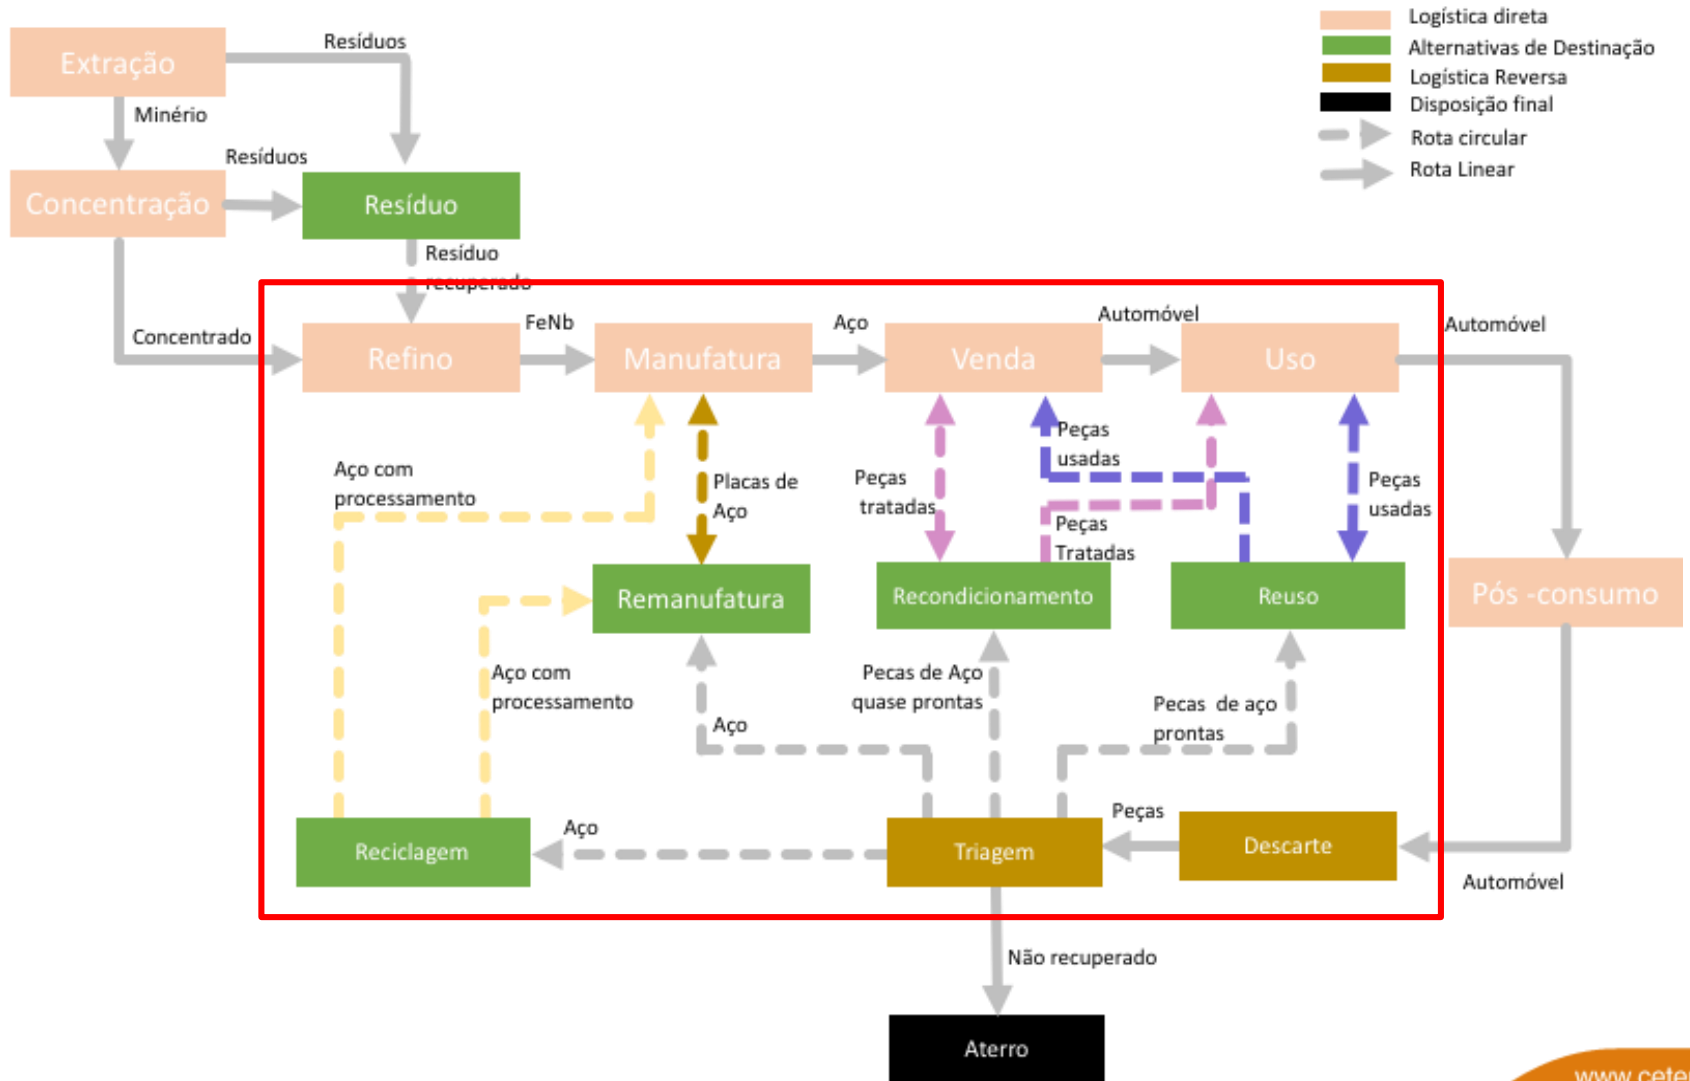 Logística direta
Alternativas de Destinação
Logística Reversa
Disposição final
Rota circular
Rota Linear
Extração
Resíduos
Minério
Resíduos
Concentração
Resíduo
Resíduo
recuperado
Concentrado
Refino
FeNb
Manufatura
Aço
Venda
Automóvel
Uso
Automóvel
Aço com
processamento
Placas de
Aço
Peças
tratadas
Peças
usadas
Peças
Tratadas
Peças
usadas
Remanufatura
Recondicionamento
Reuso
Pós -consumo
Aço com
processamento
Aço
Pecas de Aço
quase prontas
Pecas de aço
prontas
Reciclagem
Aço
Triagem
Peças
Descarte
Automóvel
Não recuperado
Aterro